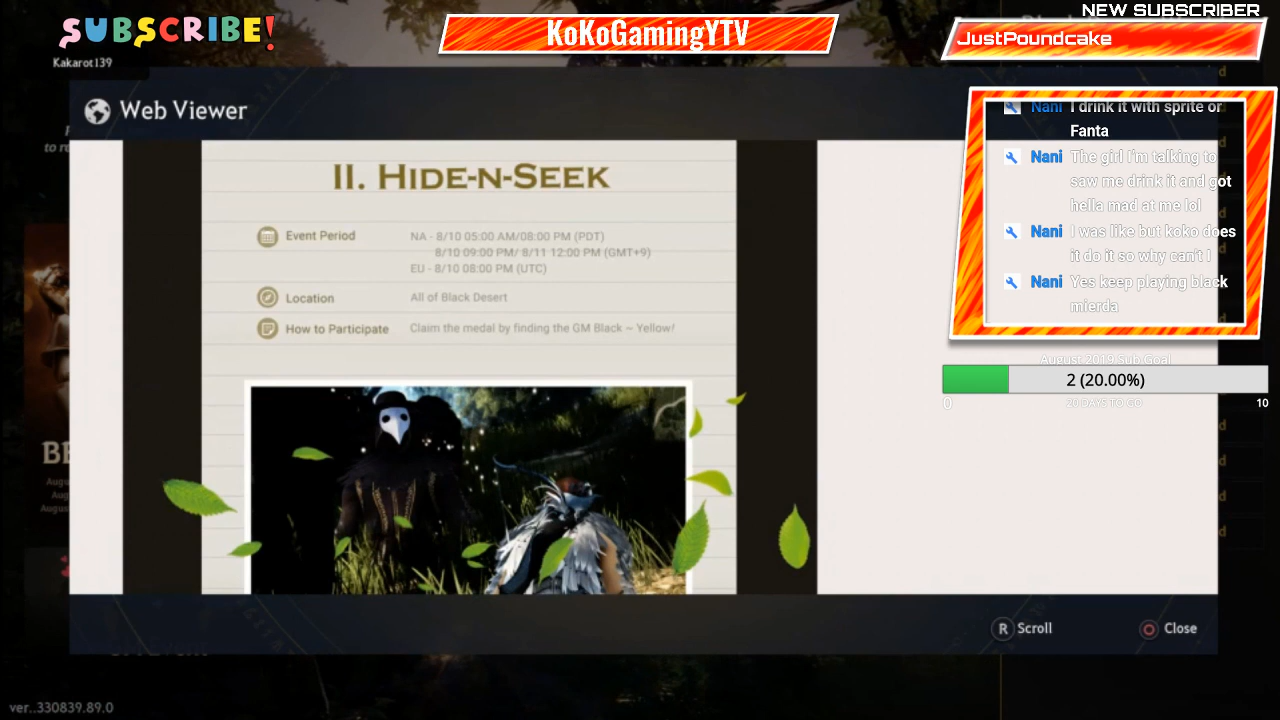 SUBSCRIBE!
Kakarot139
KoKoGamingYTV
NEW SUBSCRIBER
JustPoundcake
Web Viewer
II. HIDE-N-SEEK
Event Period
NA - 8/10 05:00 AM/08:00 PM (PDT)
8/10 09:00 PM/ 8/11 12:00 PM (GMT+9)
EU - 8/10 08:00 PM (UTC)
Location
All of Black Desert
How to Participate
Claim the medal by finding the GM Black ~ Yellow!
Nani I drink it with sprite or
Fanta
Nani The girl I'm talking to
saw me drink it and got
hella mad at me lol
Nani I was like but koko does
it do it so why can't I
Nani Yes keep playing black
mierda
August 2019 Sub Goal
2 (20.00%)
0
20 DAYS TO GO
10
R Scroll
Close
ver..330839.89.0